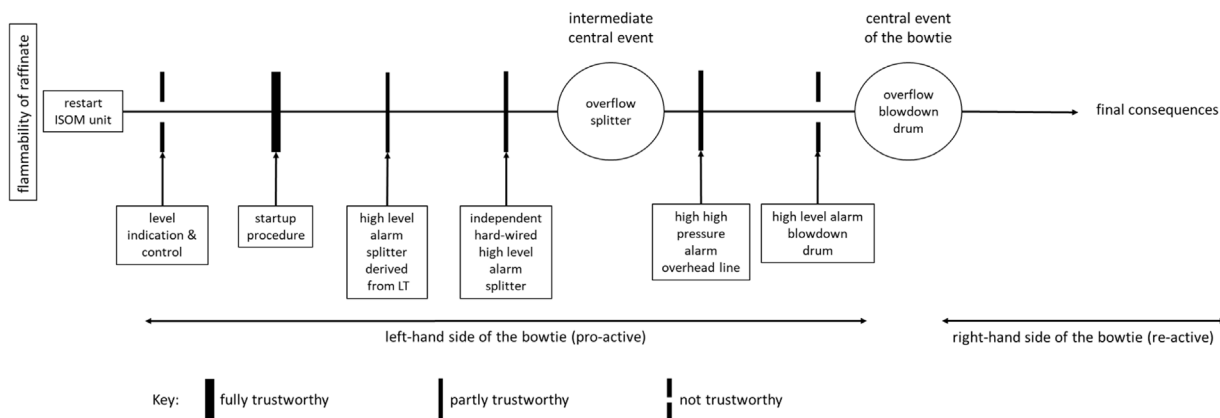 intermediate
central event
central event
of the bowtie
flammability of raffinate
restart
ISOM unit
overflow
splitter
overflow
blowdown
drum
final consequences
level
indication &
control
startup
procedure
high level
alarm
splitter
derived
from LT
independent
hard-wired
high level
alarm
splitter
high high
pressure
alarm
overhead line
high level alarm
blowdown
drum
left-hand side of the bowtie (pro-active)
right-hand side of the bowtie (re-active)
Key:
fully trustworthy
partly trustworthy
not trustworthy